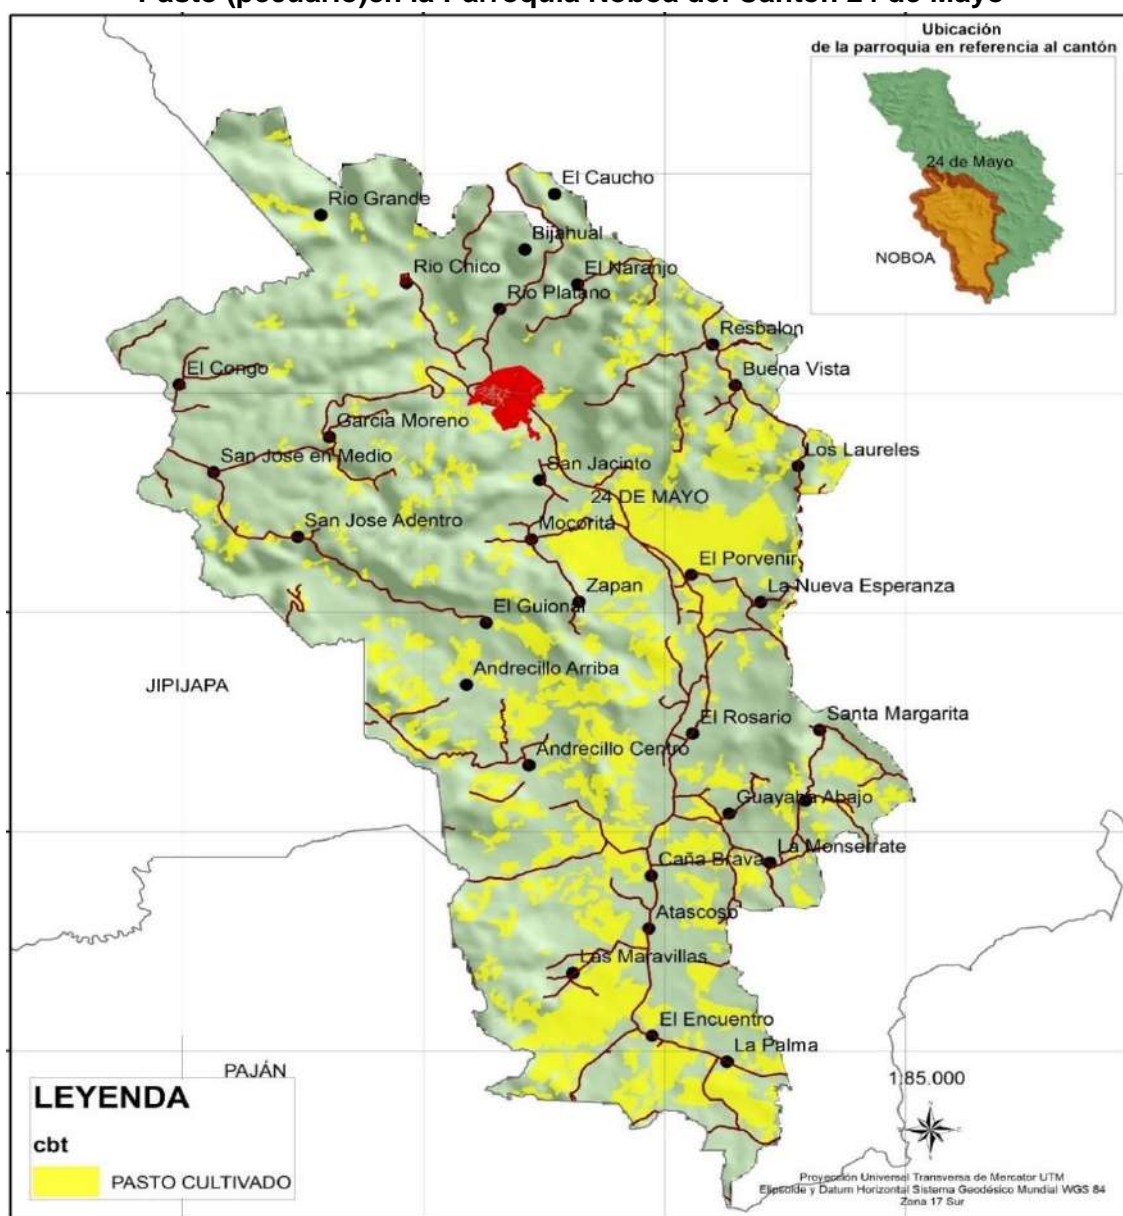 Pasto (pecuario)en la Parroquia Noboa del Cantón 24 de Mayo
Ubicación
de la parroquia en referencia al cantón
24 de Mayo
NOBOA
El Caucho
Rio Grande
Bijahual
Rio Chico
El Naranjo
Rio Platano
Resbalon
El Congo
Buena Vista
Garcia Moreno
San Jose en Medio
San Jacinto
Los Laureles
24 DE MAYO
San Jose Adentro
Mocorita
El Porvenir
Zapan
La Nueva Esperanza
El Guional
JIPIJAPA
Andrecillo Arriba
El Rosario
Santa Margarita
Andrecillo Centro
Guayaba Abajo
La Monserrate
Caña Brava
Atascoso
Las Maravillas
El Encuentro
La Palma
PAJÁN
1:85.000
LEYENDA
cbt
PASTO CULTIVADO
Proyección Universal Transversa de Mercator UTM
Elipsoide y Datum Horizontal Sistema Geodésico Mundial WGS 84
Zona 17 Sur